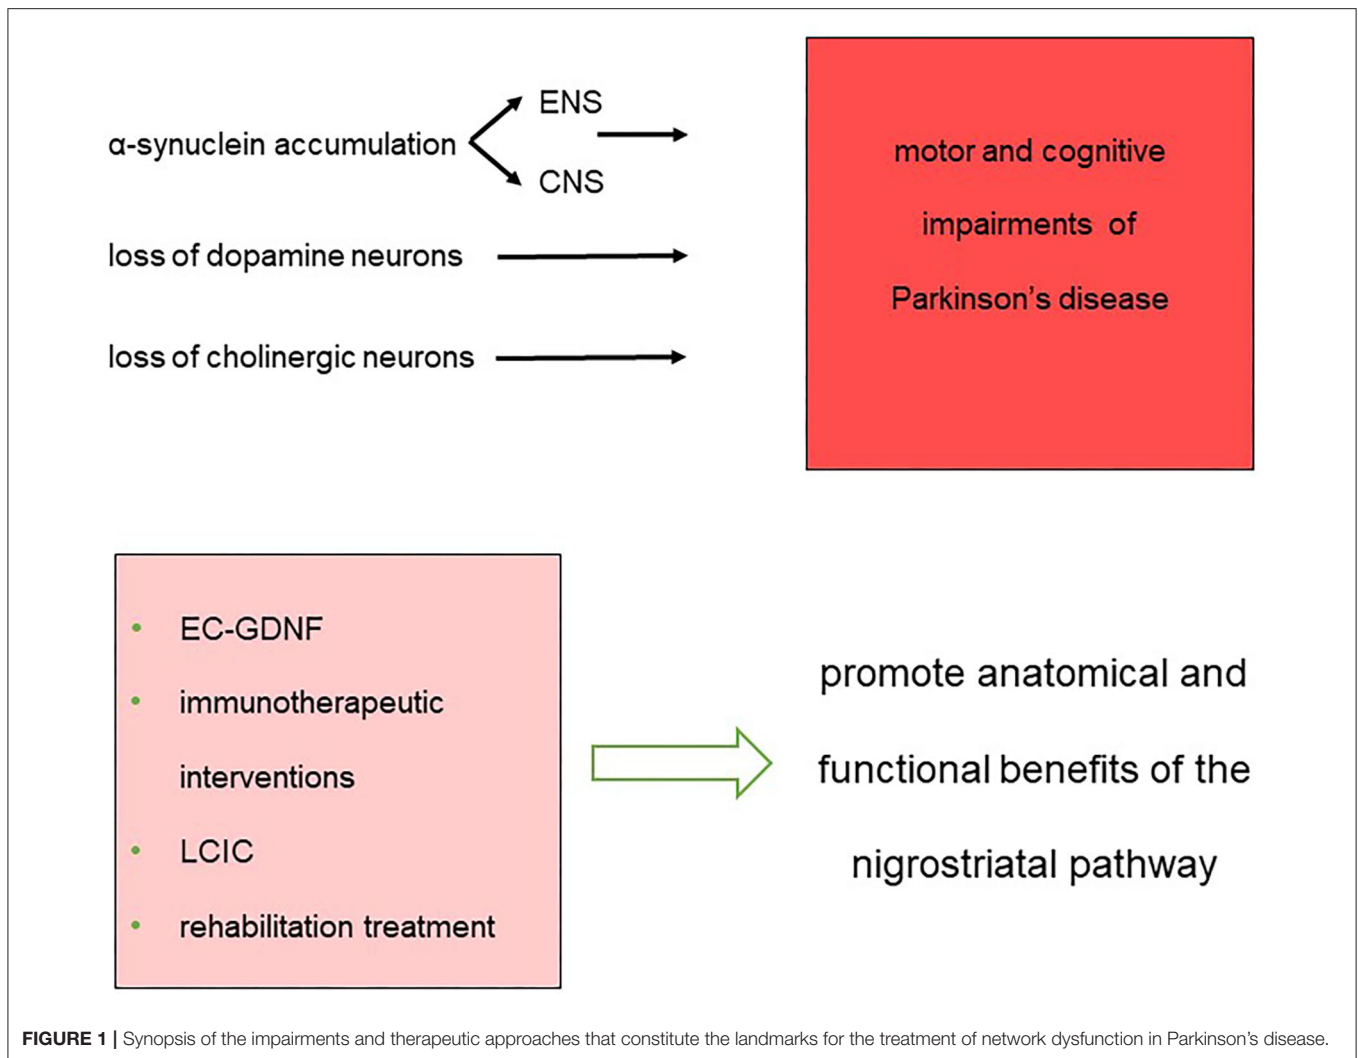 ENS
α-synuclein accumulation
CNS
loss of dopamine neurons
loss of cholinergic neurons
motor and cognitive
impairments of
Parkinson's disease
• EC-GDNF
• immunotherapeutic
interventions
• LCIC
• rehabilitation treatment
promote anatomical and
functional benefits of the
nigrostriatal pathway
FIGURE 1 | Synopsis of the impairments and therapeutic approaches that constitute the landmarks for the treatment of network dysfunction in Parkinson's disease.